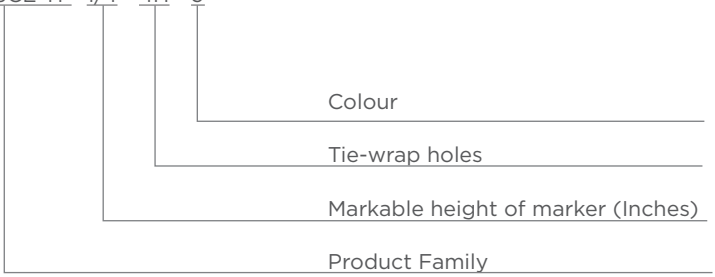 Colour
Tie-wrap holes
Markable height of marker (Inches)
Product Family